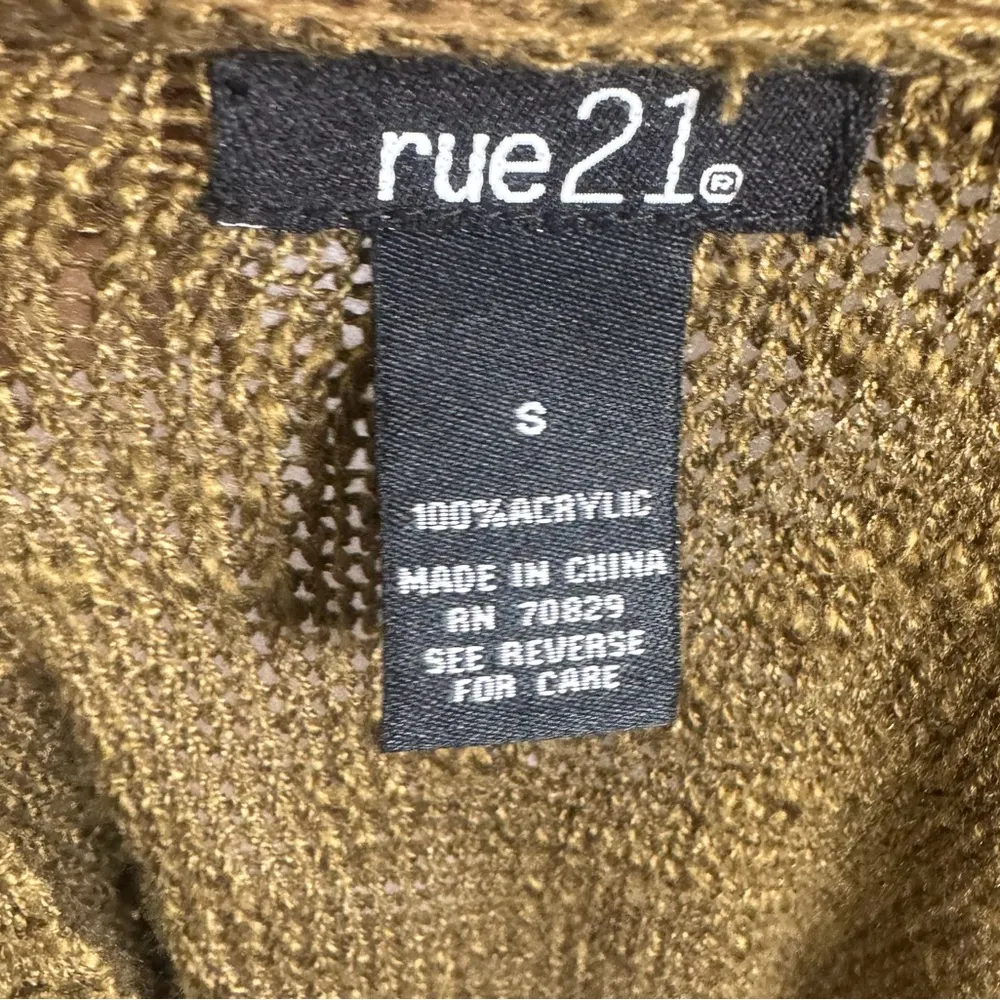 rue21®
S
100%ACRYLIC
MADE IN CHINA
RN 70829
SEE REVERSE
FOR CARE